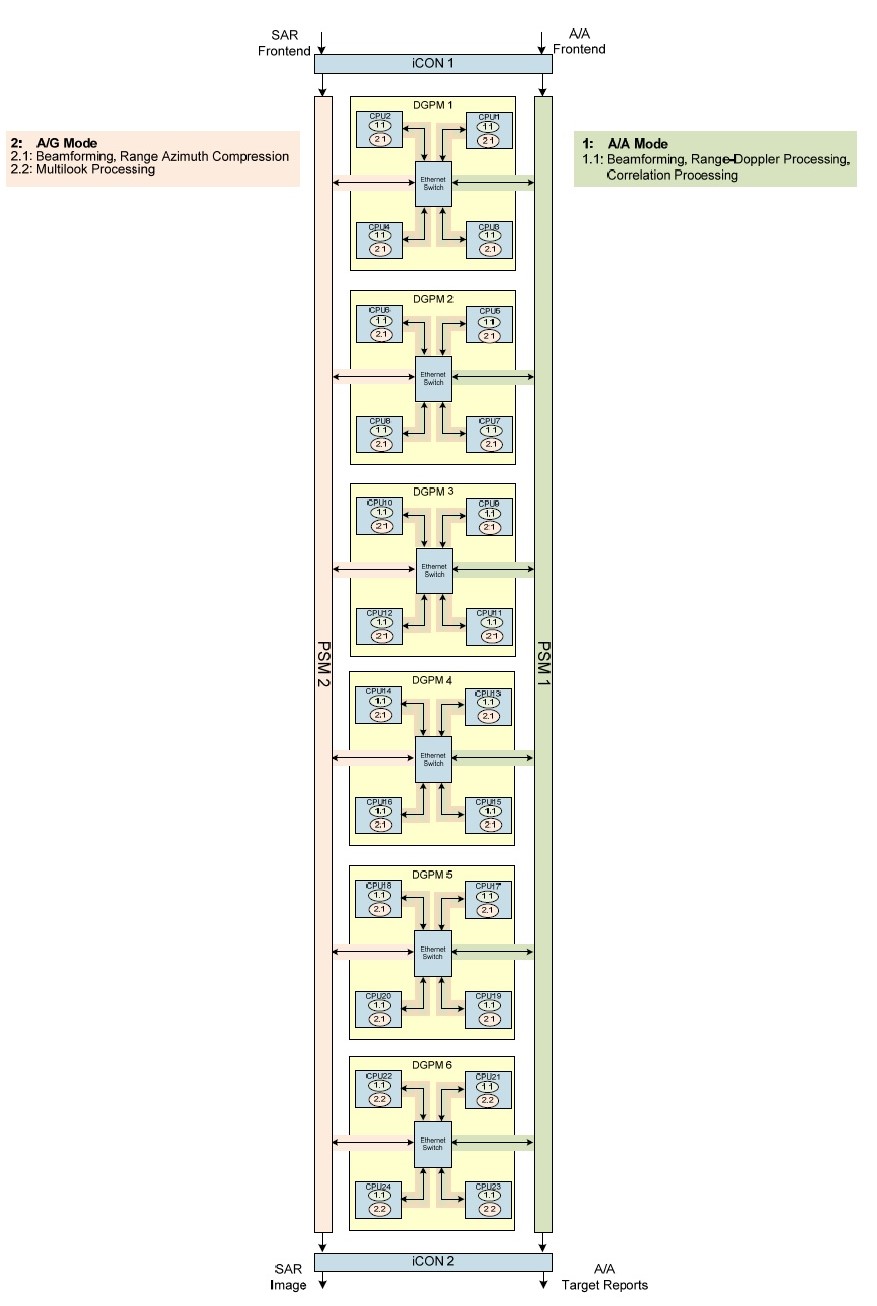 SAR
Frontend
A/A
Frontend
iCON 1
2: A/G Mode
2.1: Beamforming, Range Azimuth Compression
2.2: Multilook Processing
1: A/A Mode
1.1: Beamforming, Range-Doppler Processing,
Correlation Processing
PSM 2
PSM 1
DGPM 1
CPU2
1.1
2.1
CPU1
1.1
2.1
Ethernet
Switch
CPU4
1.1
2.1
CPU3
1.1
2.1
DGPM 2
CPU6
1.1
2.1
CPU5
1.1
2.1
Ethernet
Switch
CPU8
1.1
2.1
CPU7
1.1
2.1
DGPM 3
CPU10
1.1
2.1
CPU9
1.1
2.1
Ethernet
Switch
CPU12
1.1
2.1
CPU11
1.1
2.1
DGPM 4
CPU14
1.1
2.1
CPU13
1.1
2.1
Ethernet
Switch
CPU16
1.1
2.1
CPU15
1.1
2.1
DGPM 5
CPU18
1.1
2.1
CPU17
1.1
2.1
Ethernet
Switch
CPU20
1.1
2.1
CPU19
1.1
2.1
DGPM 6
CPU22
1.1
2.2
CPU21
1.1
2.2
Ethernet
Switch
CPU24
1.1
2.2
CPU23
1.1
2.2
iCON 2
SAR
Image
A/A
Target Reports